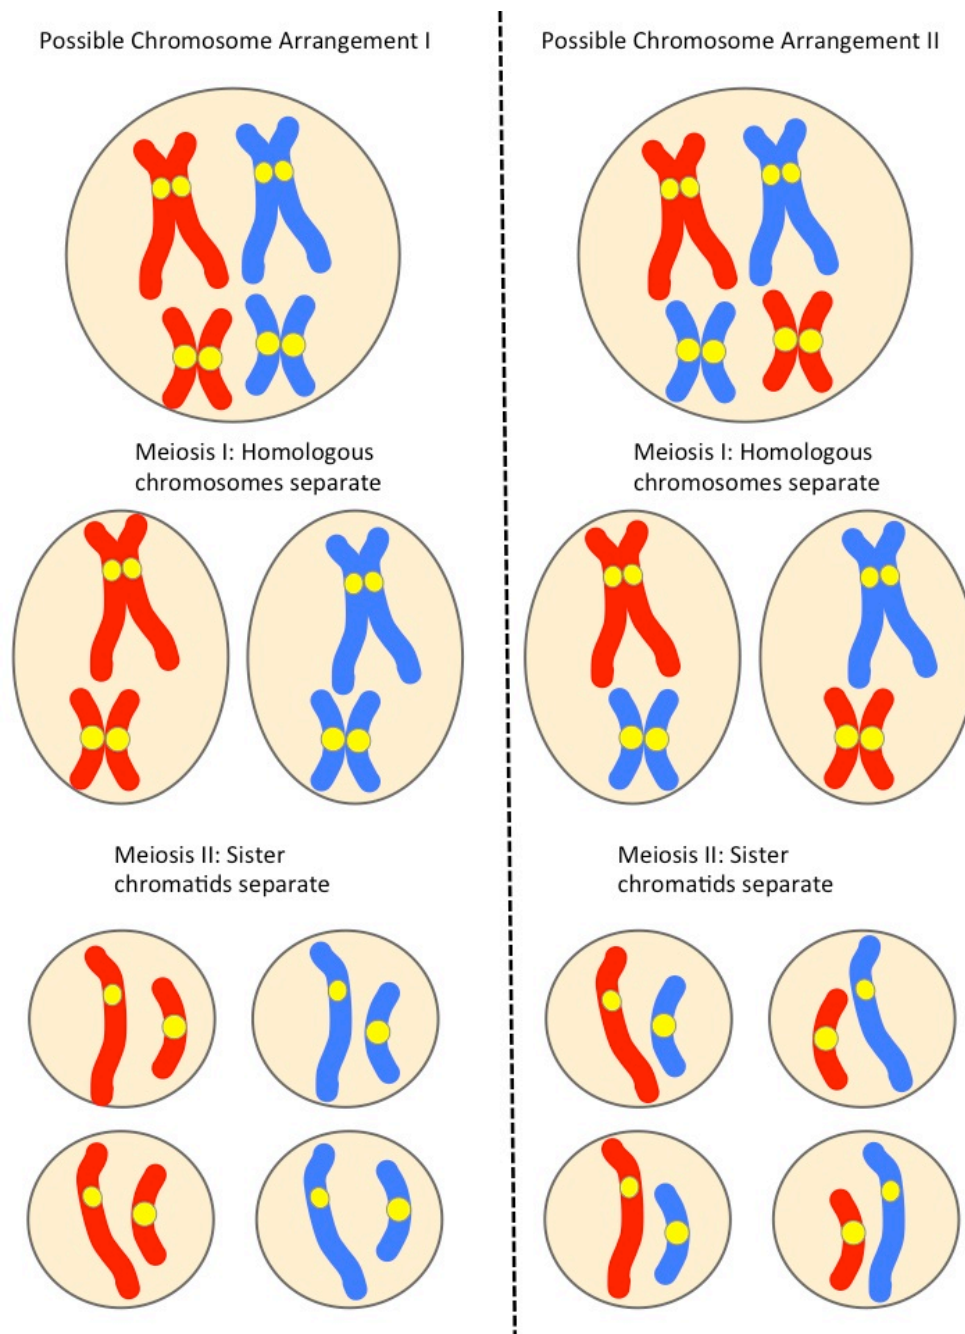 Possible Chromosome Arrangement I
Possible Chromosome Arrangement II
Meiosis I: Homologous
chromosomes separate
Meiosis I: Homologous
chromosomes separate
Meiosis II: Sister
chromatids separate
Meiosis II: Sister
chromatids separate